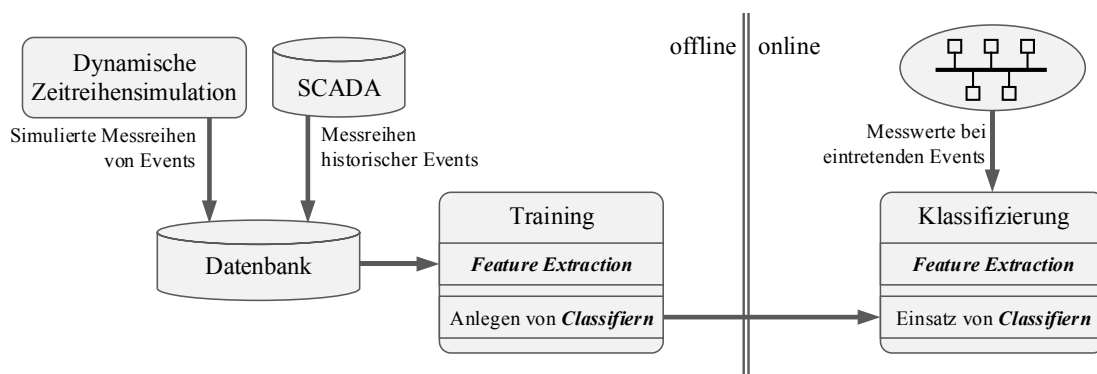 offline
online
Dynamische
Zeitreihensimulation
SCADA
Simulierte Messreihen
von Events
Messreihen
historischer Events
Messwerte bei
eintretenden Events
Datenbank
Training
Feature Extraction
Anlegen von Classifiern
Klassifizierung
Feature Extraction
Einsatz von Classifiern